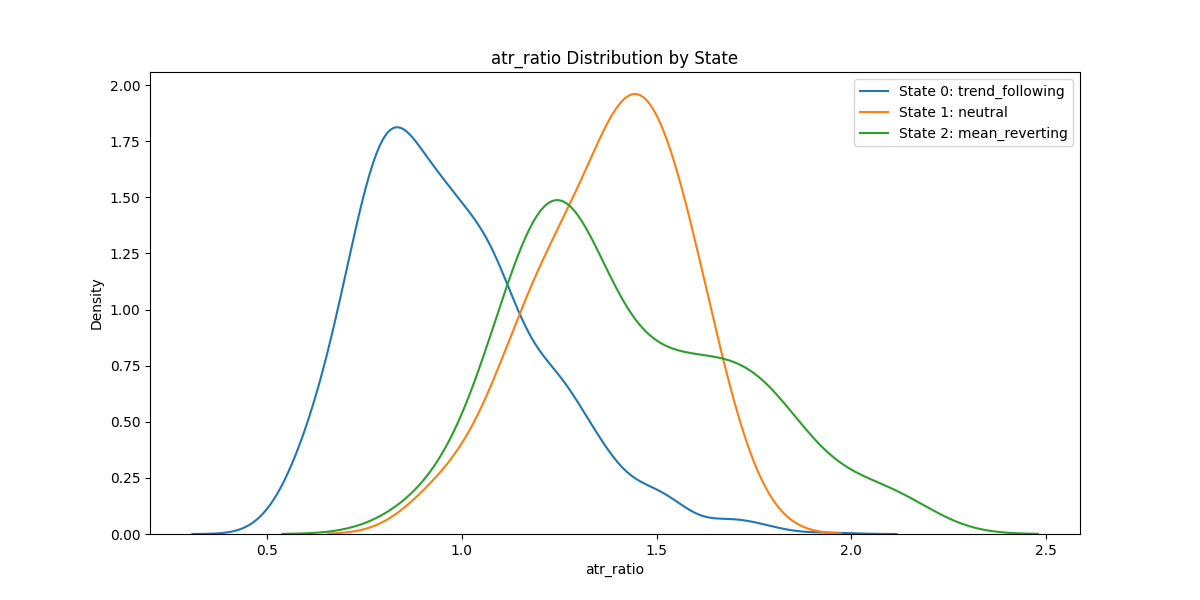 atr_ratio Distribution by State
State 0: trend_following
State 1: neutral
State 2: mean_reverting
Density
2.00
1.75
1.50
1.25
1.00
0.75
0.50
0.25
0.00
0.5 1.0 1.5 2.0 2.5
atr_ratio